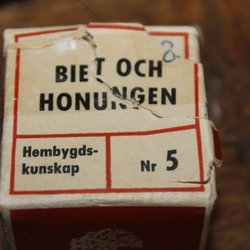 BIET OCH
HONUNGEN
Hembygds-
kunskap
Nr 5